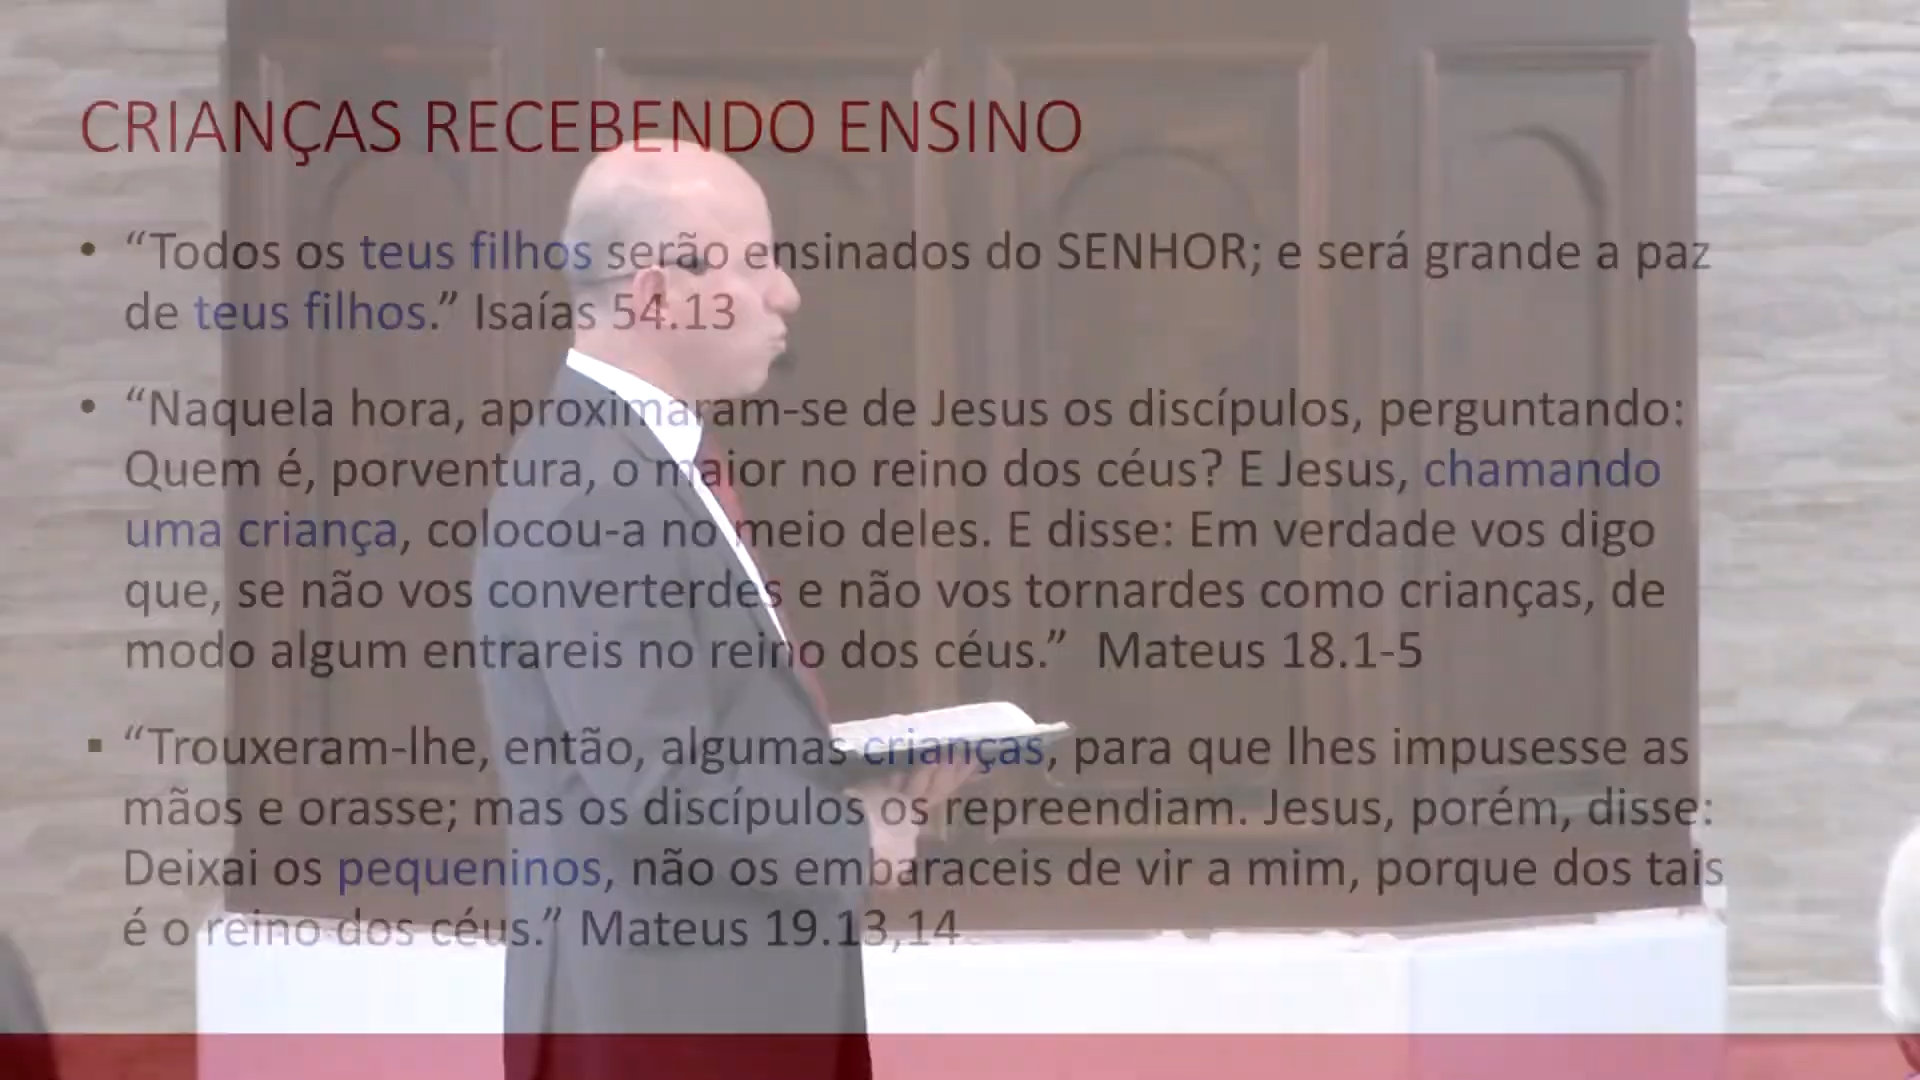 CRIANÇAS RECEBENDO ENSINO
• “Todos os teus filhos serão ensinados do SENHOR; e será grande a paz
de teus filhos.” Isaías 54.13
• “Naquela hora, aproximaram-se de Jesus os discípulos, perguntando:
Quem é, porventura, o maior no reino dos céus? E Jesus, chamando
uma criança, colocou-a no meio deles. E disse: Em verdade vos digo
que, se não vos converterdes e não vos tornardes como crianças, de
modo algum entrareis no reino dos céus.” Mateus 18.1-5
▪ “Trouxeram-lhe, então, algumas crianças, para que lhes impusesse as
mãos e orasse; mas os discípulos os repreendiam. Jesus, porém, disse:
Deixai os pequeninos, não os embaraceis de vir a mim, porque dos tais
é o reino dos céus.” Mateus 19.13,14